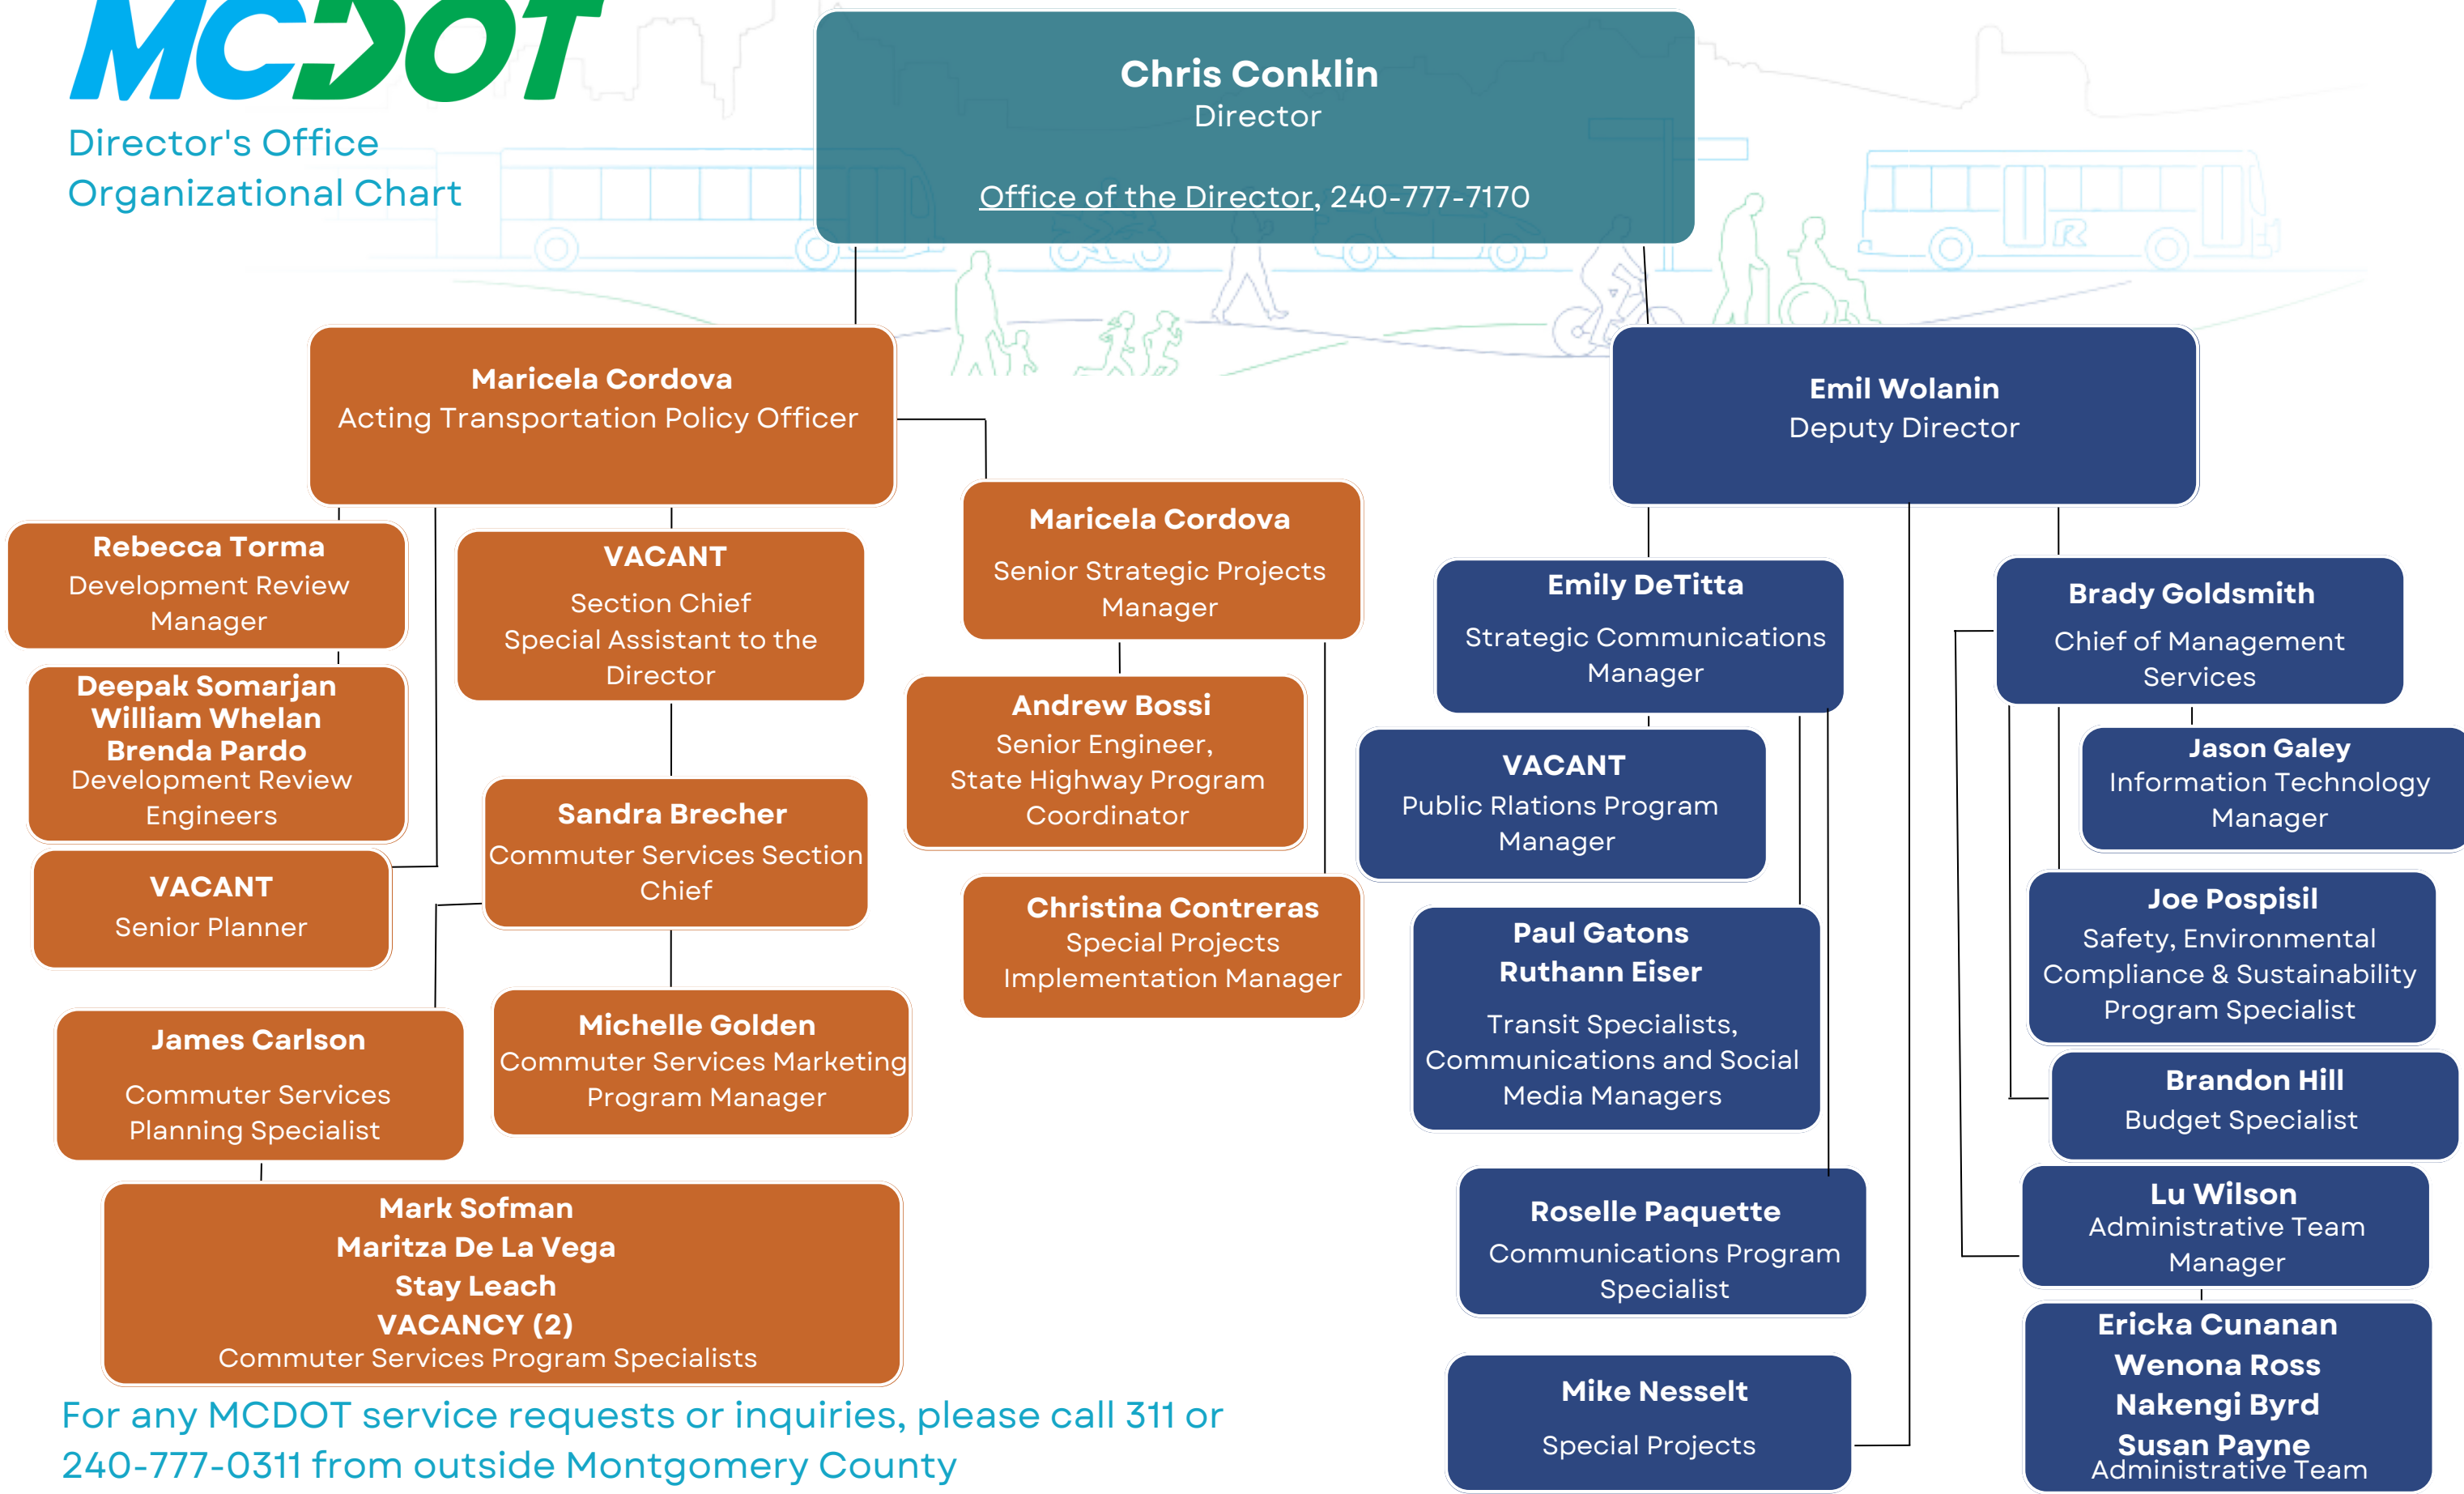 MCDOT
Director's Office
Organizational Chart
Chris Conklin
Director
Office of the Director, 240-777-7170
Maricela Cordova
Acting Transportation Policy Officer
Emil Wolanin
Deputy Director
Rebecca Torma
Development Review
Manager
Deepak Somarjan
William Whelan
Brenda Pardo
Development Review
Engineers
VACANT
Senior Planner
VACANT
Section Chief
Special Assistant to the
Director
Sandra Brecher
Commuter Services Section
Chief
James Carlson
Commuter Services
Planning Specialist
Michelle Golden
Commuter Services Marketing
Program Manager
Mark Sofman
Maritza De La Vega
Stay Leach
VACANCY (2)
Commuter Services Program Specialists
Maricela Cordova
Senior Strategic Projects
Manager
Andrew Bossi
Senior Engineer,
State Highway Program
Coordinator
Christina Contreras
Special Projects
Implementation Manager
Emily DeTitta
Strategic Communications
Manager
VACANT
Public Rlations Program
Manager
Paul Gatons
Ruthann Eiser
Transit Specialists,
Communications and Social
Media Managers
Roselle Paquette
Communications Program
Specialist
Mike Nesselt
Special Projects
Brady Goldsmith
Chief of Management
Services
Jason Galey
Information Technology
Manager
Joe Pospisil
Safety, Environmental
Compliance & Sustainability
Program Specialist
Brandon Hill
Budget Specialist
Lu Wilson
Administrative Team
Manager
Ericka Cunanan
Wenona Ross
Nakengi Byrd
Susan Payne
Administrative Team
For any MCDOT service requests or inquiries, please call 311 or
240-777-0311 from outside Montgomery County